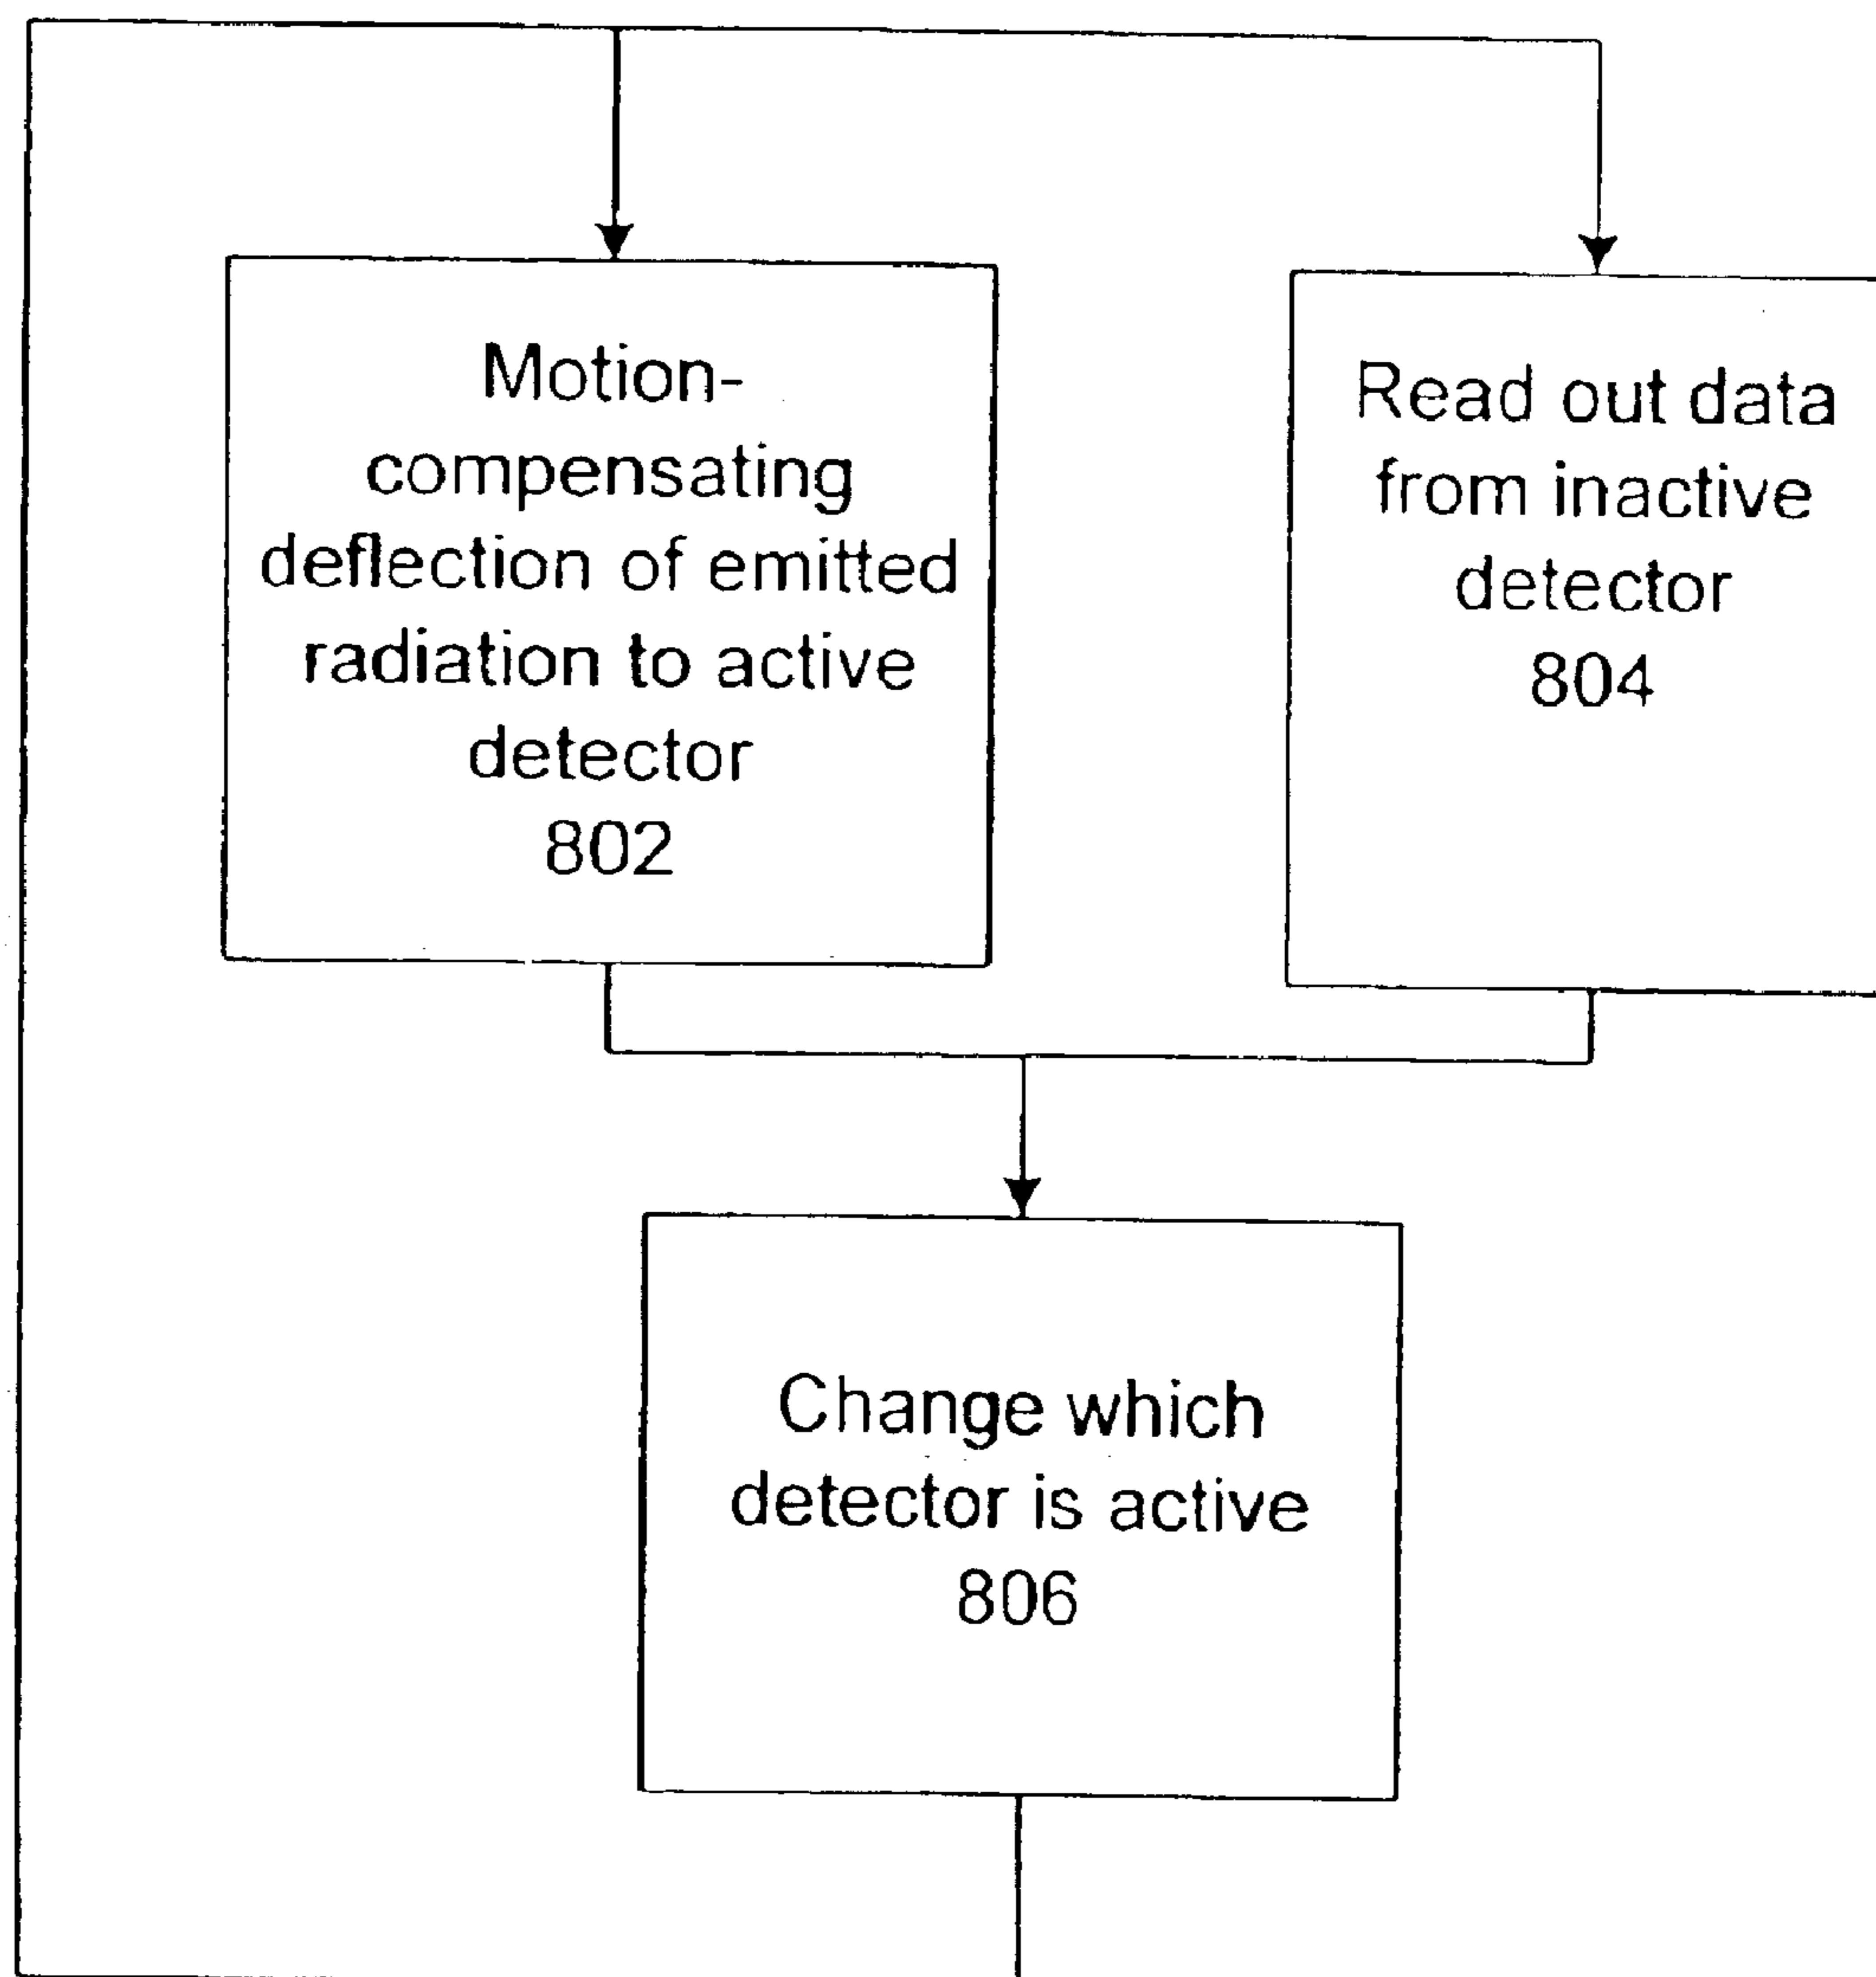 Motion-
compensating
deflection of emitted
radiation to active
detector
802
Read out data
from inactive
detector
804
Change which
detector is active
806